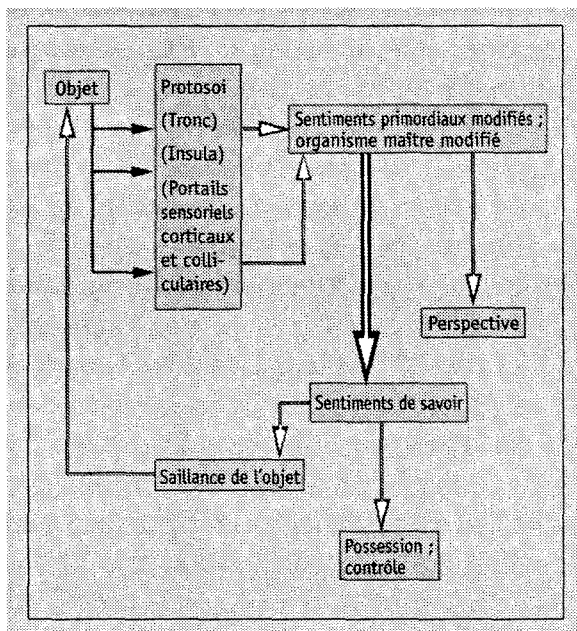 Objet
Protosoi
(Tronc)
(Insula)
(Portails
sensoriels
corticaux
et colli-
culaires)
Sentiments primordiaux modifiés ;
organisme maître modifié
Perspective
Sentiments de savoir
Saillance de l'objet
Possession ;
contrôle